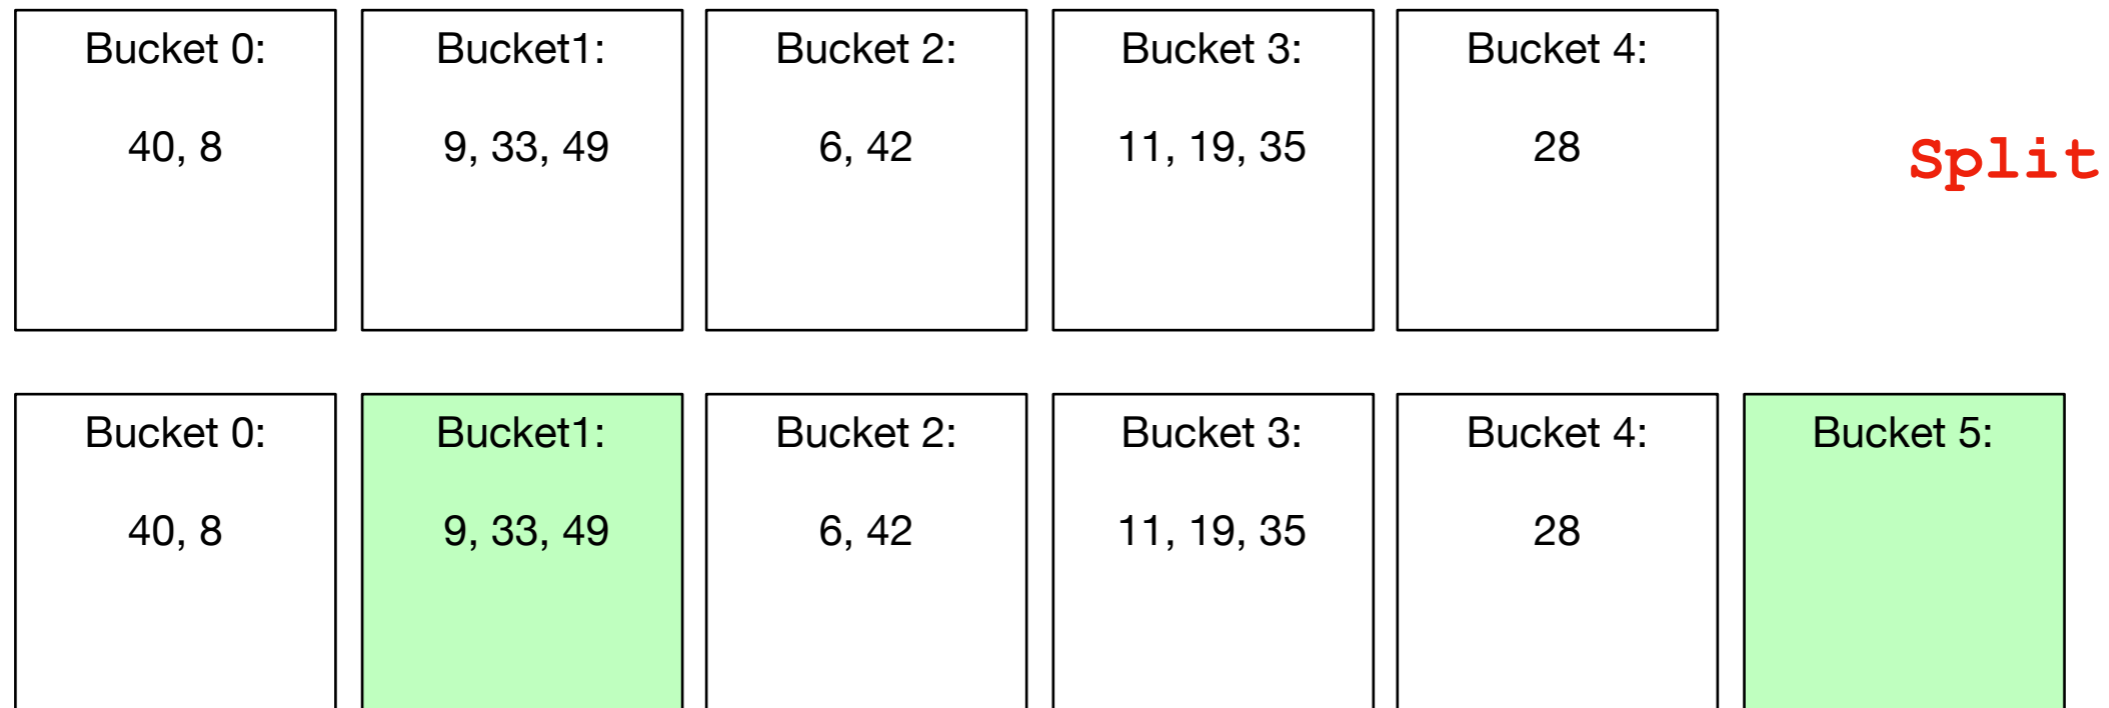 Bucket 0:
Bucket1:
Bucket 2:
Bucket 3:
Bucket 4:
40, 8
9, 33, 49
6, 42
11, 19, 35
28
Split
Bucket 0:
Bucket1:
Bucket 2:
Bucket 3:
Bucket 4:
Bucket 5:
40, 8
9, 33, 49
6, 42
11, 19, 35
28